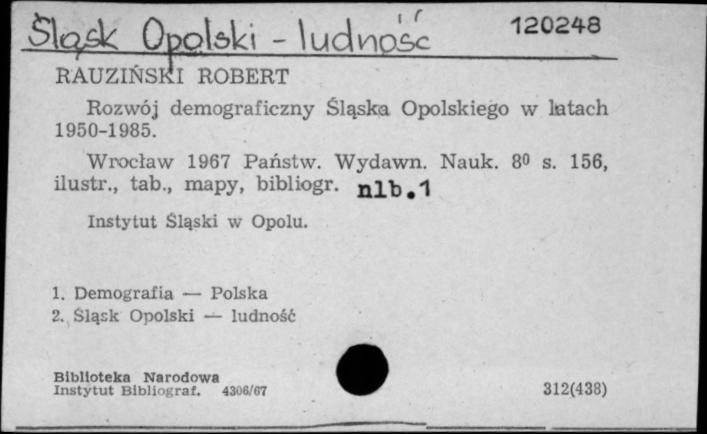 Śląsk Opolski - ludność 120248
RAUZIŃSKI ROBERT
Rozwój demograficzny Śląska Opolskiego w latach
1950-1985.
Wrocław 1967 Państw. Wydawn. Nauk. 8⁰ s. 156,
ilustr., tab., mapy, bibliogr. nlb.1
Instytut Śląski w Opolu.
1. Demografia — Polska
2. Śląsk Opolski — ludność
Biblioteka Narodowa
Instytut Bibliograf. 4306/67 312(438)